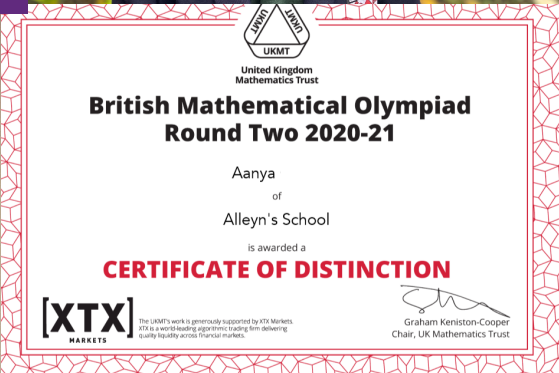 UKMT
UKMT
UKMT
United Kingdom
Mathematics Trust
British Mathematical Olympiad
Round Two 2020-21
Aanya
of
Alleyn's School
is awarded a
CERTIFICATE OF DISTINCTION
[XTX]
MARKETS
The UKMT's work is generously supported by XTX Markets.
XTX is a world-leading algorithmic trading firm delivering
quality liquidity across financial markets.
Graham Keniston-Cooper
Chair, UK Mathematics Trust